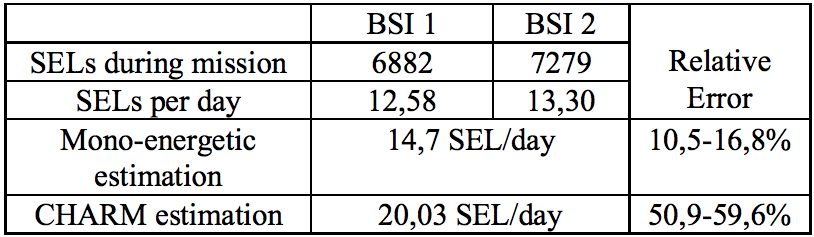 BSI 1 BSI 2 Relative Error
SELs during mission 6882 7279
SELs per day 12,58 13,30
Mono-energetic estimation 14,7 SEL/day 10,5-16,8%
CHARM estimation 20,03 SEL/day 50,9-59,6%